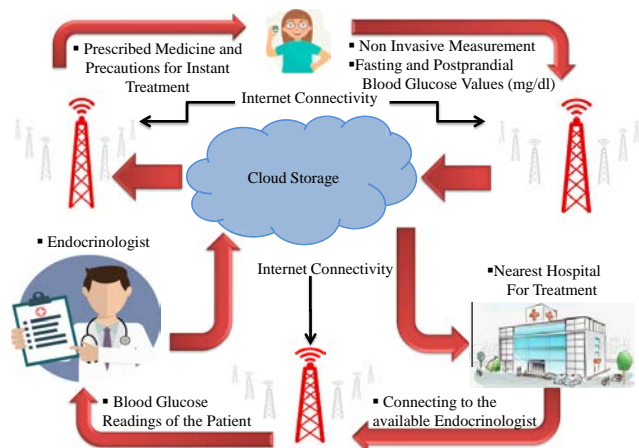 ▪ Prescribed Medicine and
Precautions for Instant
Treatment
▪ Non Invasive Measurement
▪Fasting and Postprandial
Blood Glucose Values (mg/dl)
Internet Connectivity
Cloud Storage
▪ Endocrinologist
Internet Connectivity
▪Nearest Hospital
For Treatment
▪ Blood Glucose
Readings of the Patient
▪ Connecting to the
available Endocrinologist